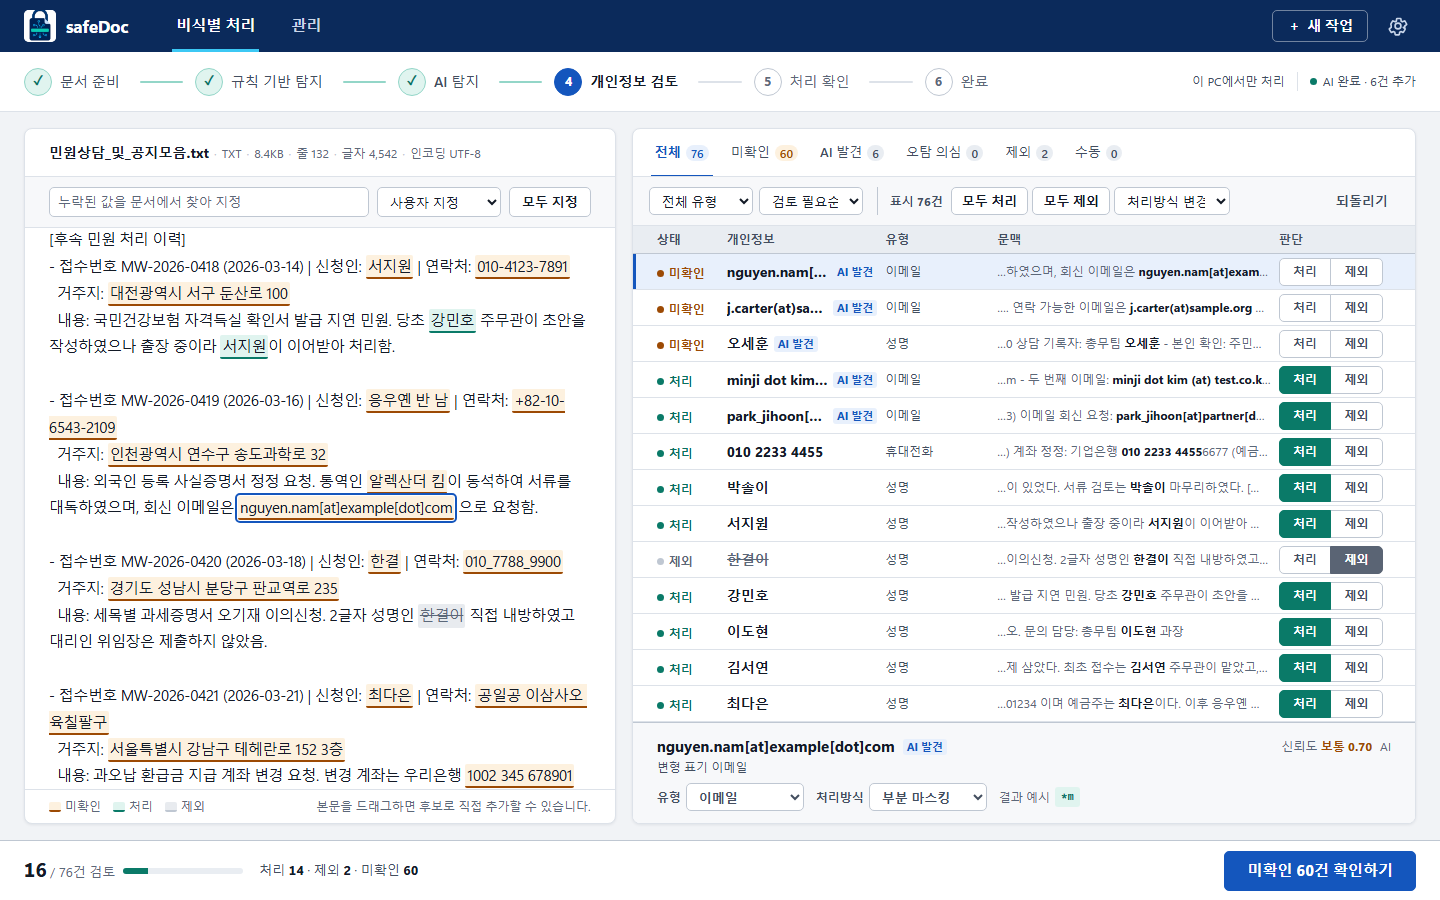 safeDoc 비식별 처리 관리 + 새 작업
✓ 문서 준비 ✓ 규칙 기반 탐지 ✓ AI 탐지 4 개인정보 검토 5 처리 확인 6 완료 이 PC에서만 처리 AI 완료 · 6건 추가
민원상담_및_공지모음.txt · TXT · 8.4KB · 줄 132 · 글자 4,542 · 인코딩 UTF-8
누락된 값을 문서에서 찾아 지정 사용자 지정 모두 지정
[후속 민원 처리 이력]
- 접수번호 MW-2026-0418 (2026-03-14) | 신청인: 서지원 | 연락처: 010-4123-7891
거주지: 대전광역시 서구 둔산로 100
내용: 국민건강보험 자격득실 확인서 발급 지연 민원. 당초 강민호 주무관이 초안을
작성하였으나 출장 중이라 서지원이 이어받아 처리함.
- 접수번호 MW-2026-0419 (2026-03-16) | 신청인: 응우옌 반 남 | 연락처: +82-10-
6543-2109
거주지: 인천광역시 연수구 송도과학로 32
내용: 외국인 등록 사실증명서 정정 요청. 통역인 알렉산더 킴이 동석하여 서류를
대독하였으며, 회신 이메일은 nguyen.nam[at]example[dot]com 으로 요청함.
- 접수번호 MW-2026-0420 (2026-03-18) | 신청인: 한결 | 연락처: 010_7788_9900
거주지: 경기도 성남시 분당구 판교역로 235
내용: 세목별 과세증명서 오기재 이의신청. 2글자 성명인 한결이 직접 내방하였고
대리인 위임장은 제출하지 않았음.
- 접수번호 MW-2026-0421 (2026-03-21) | 신청인: 최다은 | 연락처: 공일공 이삼사오
육칠팔구
거주지: 서울특별시 강남구 테헤란로 152 3층
내용: 과오납 환급금 지급 계좌 변경 요청. 변경 계좌는 우리은행 1002 345 678901
미확인 처리 제외 본문을 드래그하면 후보로 직접 추가할 수 있습니다.
전체 76 미확인 60 AI 발견 6 오탐 의심 0 제외 2 수동 0
전체 유형 검토 필요순 표시 76건 모두 처리 모두 제외 처리방식 변경 되돌리기
상태 개인정보 유형 문맥 판단
미확인 nguyen.nam[... AI 발견 이메일 ...하였으며, 회신 이메일은 nguyen.nam[at]exam... 처리 제외
미확인 j.carter(at)sa... AI 발견 이메일 .... 연락 가능한 이메일은 j.carter(at)sample.org ... 처리 제외
미확인 오세훈 AI 발견 성명 ...0 상담 기록자: 총무팀 오세훈 - 본인 확인: 주민... 처리 제외
처리 minji dot kim... AI 발견 이메일 ...m - 두 번째 이메일: minji dot kim (at) test.co.k... 처리 제외
처리 park_jihoon[... AI 발견 이메일 ...3) 이메일 회신 요청: park_jihoon[at]partner[d... 처리 제외
처리 010 2233 4455 휴대전화 ...) 계좌 정정: 기업은행 010 2233 44556677 (예금... 처리 제외
처리 박솔이 성명 ...이 있었다. 서류 검토는 박솔이 마무리하였다. [... 처리 제외
처리 서지원 성명 ...작성하였으나 출장 중이라 서지원이 이어받아 ... 처리 제외
제외 한결이 성명 ...이의신청. 2글자 성명인 한결이 직접 내방하였고... 처리 제외
처리 강민호 성명 ... 발급 지연 민원. 당초 강민호 주무관이 초안을 ... 처리 제외
처리 이도현 성명 ...오. 문의 담당: 총무팀 이도현 과장 처리 제외
처리 김서연 성명 ...제 삼았다. 최초 접수는 김서연 주무관이 맡았고,... 처리 제외
처리 최다은 성명 ...01234 이며 예금주는 최다은이다. 이후 응우옌 ... 처리 제외
nguyen.nam[at]example[dot]com AI 발견 신뢰도 보통 0.70 AI
변형 표기 이메일
유형 이메일 처리방식 부분 마스킹 결과 예시 *m
16 / 76건 검토 처리 14 · 제외 2 · 미확인 60 미확인 60건 확인하기